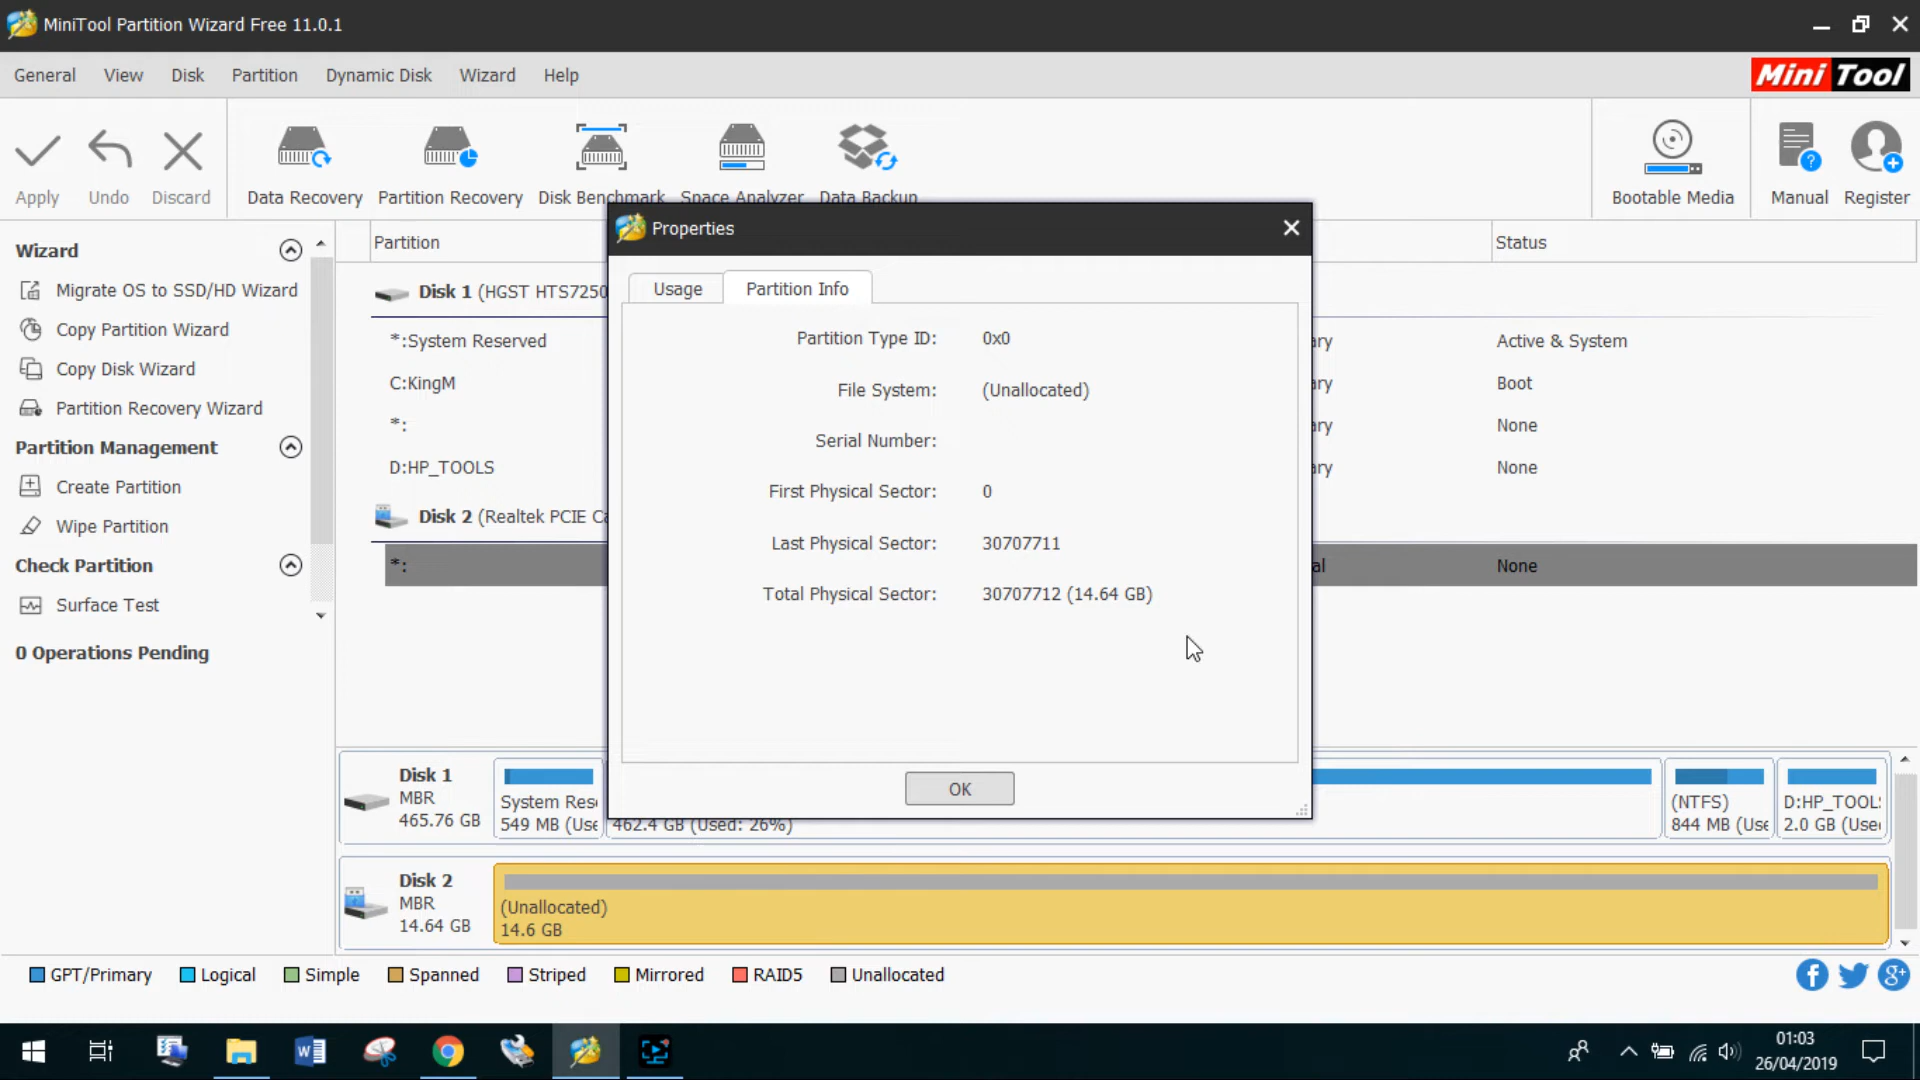 MiniTool Partition Wizard Free 11.0.1
General View Disk Partition Dynamic Disk Wizard Help
Mini Tool
Apply Undo Discard Data Recovery Partition Recovery Disk Benchmark Space Analyzer Data Backup Bootable Media Manual Register
Wizard
Migrate OS to SSD/HD Wizard
Copy Partition Wizard
Copy Disk Wizard
Partition Recovery Wizard
Partition Management
Create Partition
Wipe Partition
Check Partition
Surface Test
0 Operations Pending
Partition Status
Disk 1 (HGST HTS7250
*:System Reserved ary Active & System
C:KingM ary Boot
*: ary None
D:HP_TOOLS ary None
Disk 2 (Realtek PCIE Ca
*: al None
Properties
Usage Partition Info
Partition Type ID: 0x0
File System: (Unallocated)
Serial Number:
First Physical Sector: 0
Last Physical Sector: 30707711
Total Physical Sector: 30707712 (14.64 GB)
OK
Disk 1
MBR
465.76 GB
System Rese
549 MB (Use
462.4 GB (Used: 26%)
(NTFS)
844 MB (Use
D:HP_TOOL
2.0 GB (Use
Disk 2
MBR
14.64 GB
(Unallocated)
14.6 GB
GPT/Primary Logical Simple Spanned Striped Mirrored RAID5 Unallocated
01:03
26/04/2019